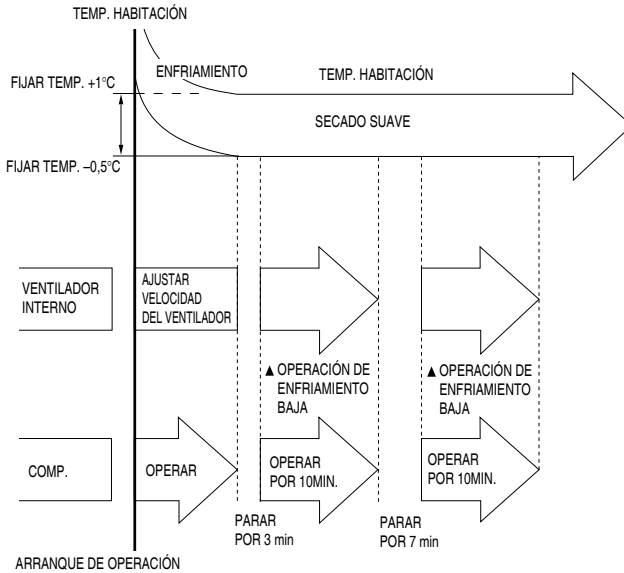 TEMP. HABITACIÓN
ENFRIAMIENTO
TEMP. HABITACIÓN
FIJAR TEMP. +1°C
SECADO SUAVE
FIJAR TEMP. –0,5°C
VENTILADOR
INTERNO
AJUSTAR
VELOCIDAD
DEL VENTILADOR
▲ OPERACIÓN DE
ENFRIAMIENTO
BAJA
▲ OPERACIÓN DE
ENFRIAMIENTO
BAJA
COMP.
OPERAR
OPERAR
POR 10MIN.
OPERAR
POR 10MIN.
PARAR
POR 3 min
PARAR
POR 7 min
ARRANQUE DE OPERACIÓN